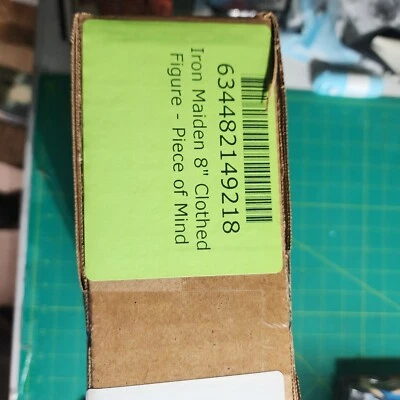 634482149218
Iron Maiden 8" Clothed
Figure - Piece of Mind